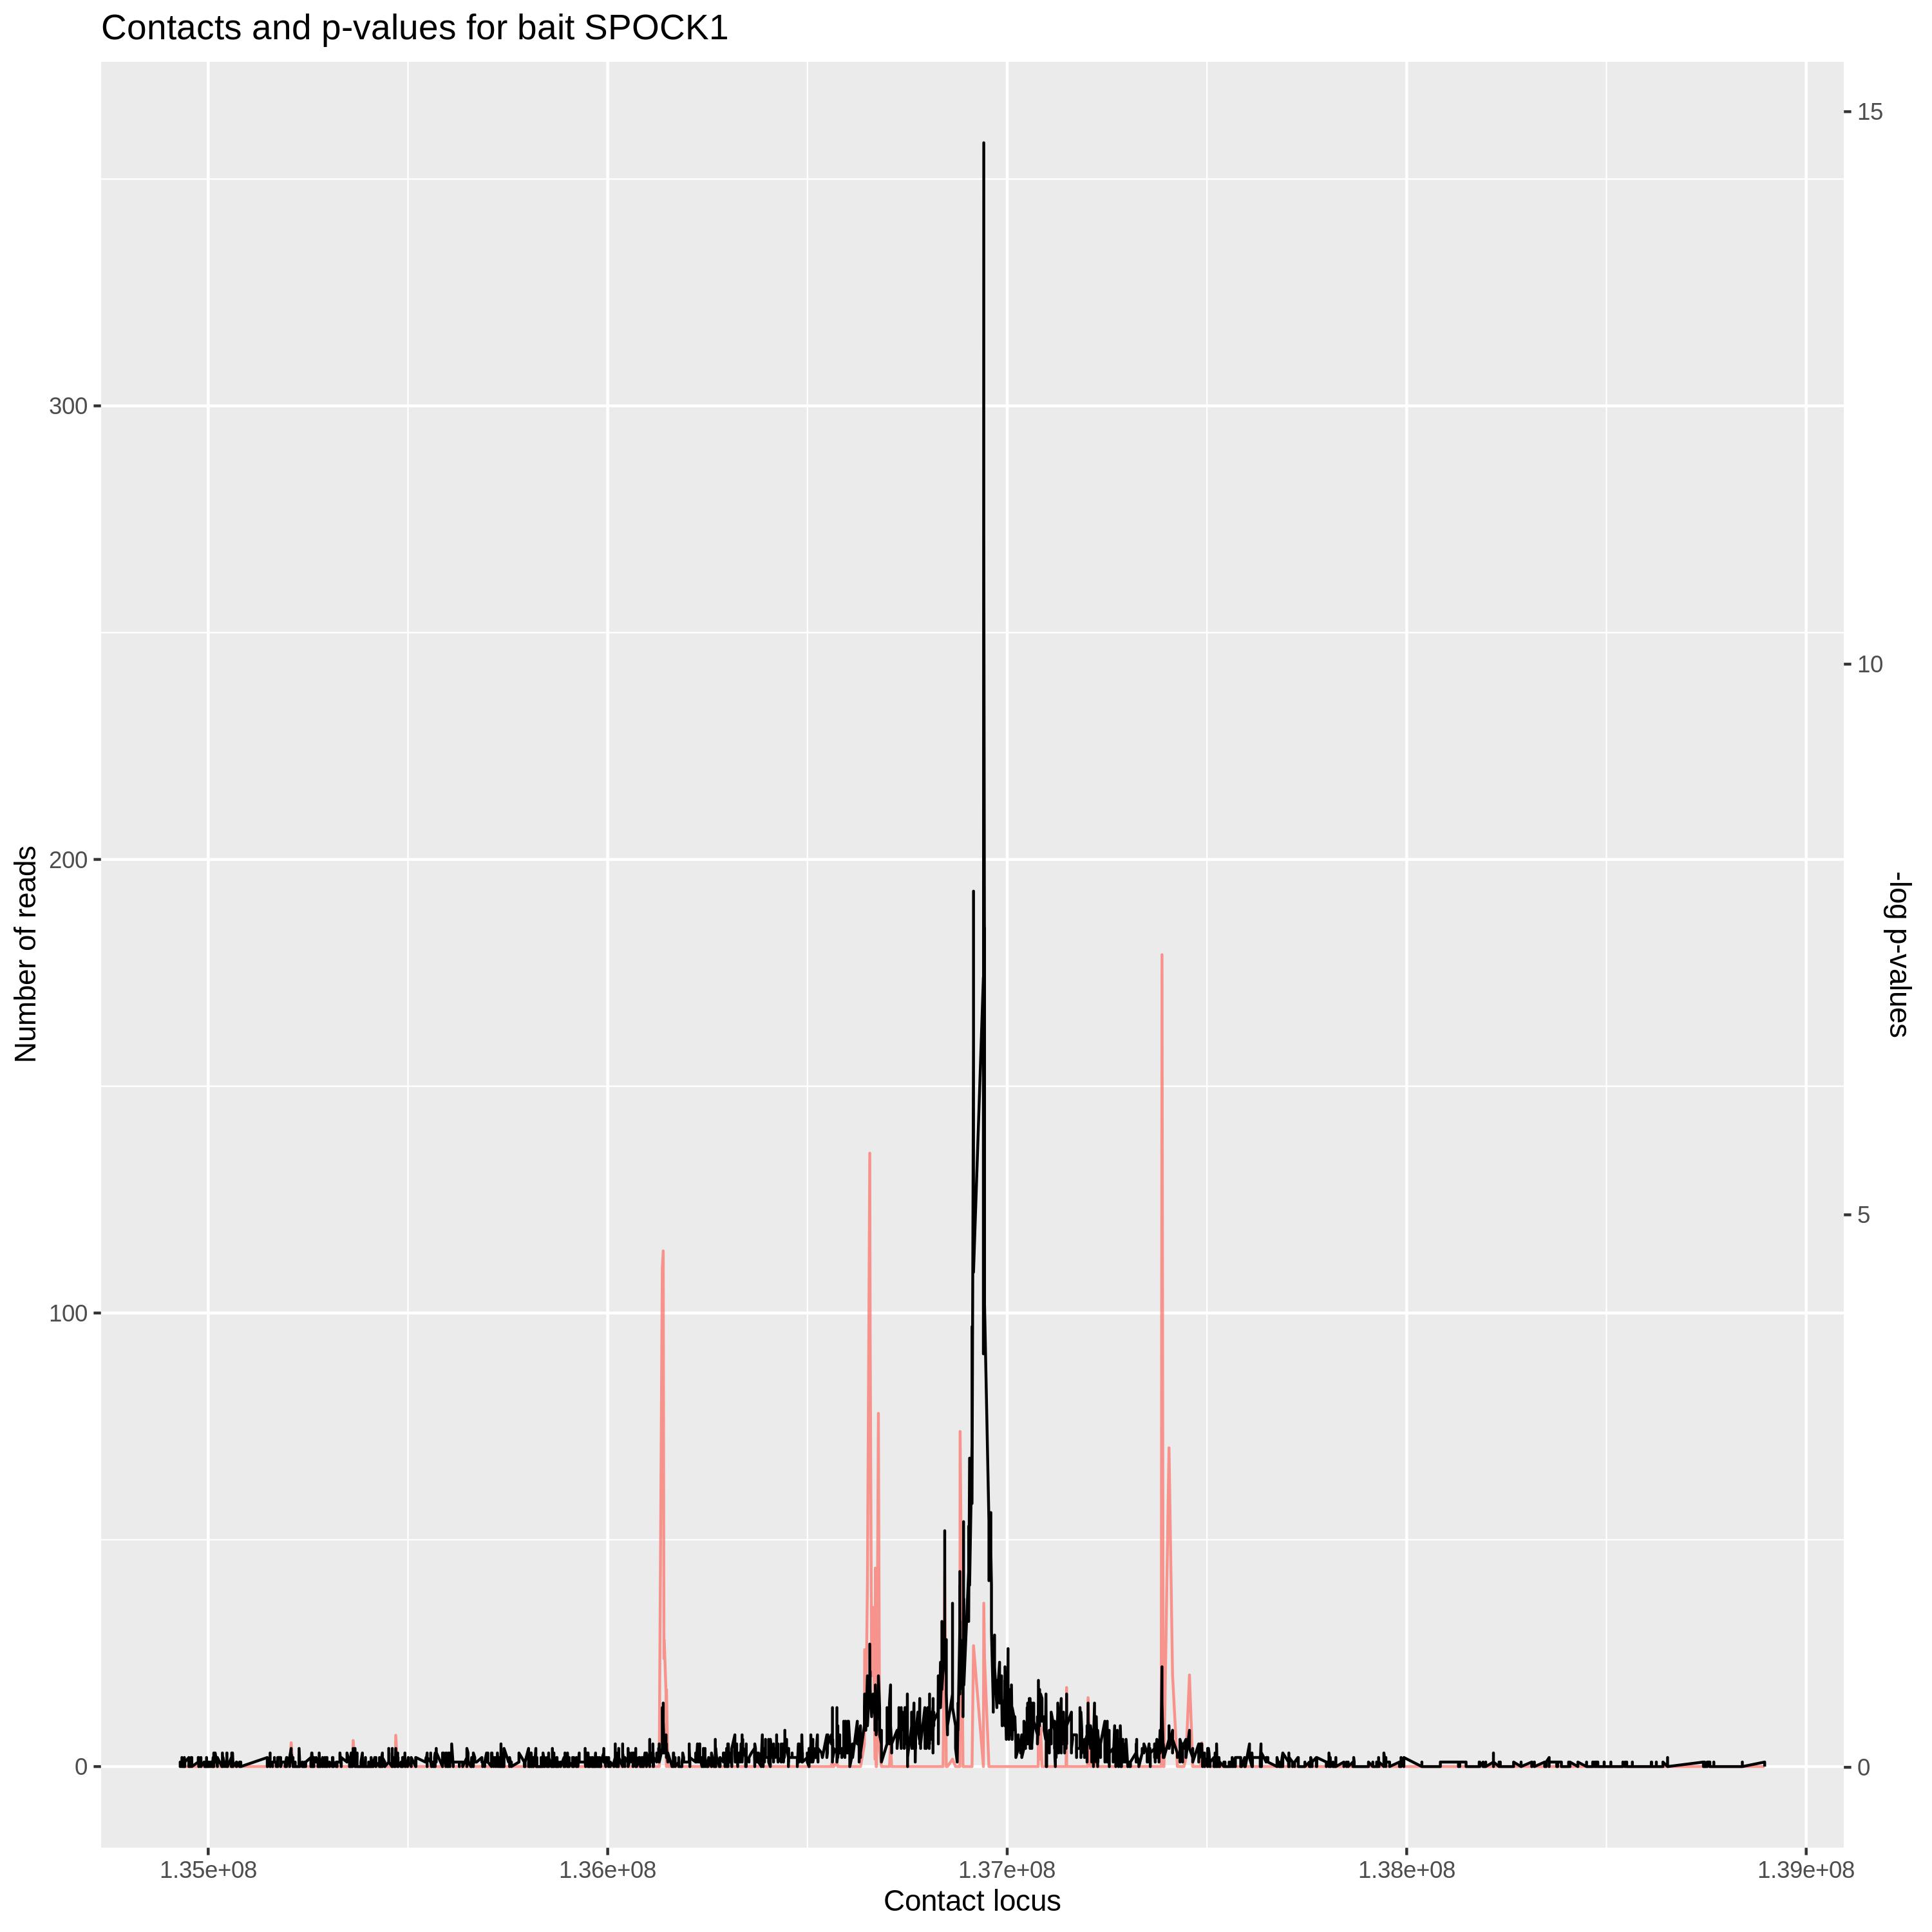 Contacts and p-values for bait SPOCK1
15
300
10
200
Number of reads
-log p-values
5
100
0
0
1.35e+08 1.36e+08 1.37e+08 1.38e+08 1.39e+08
Contact locus